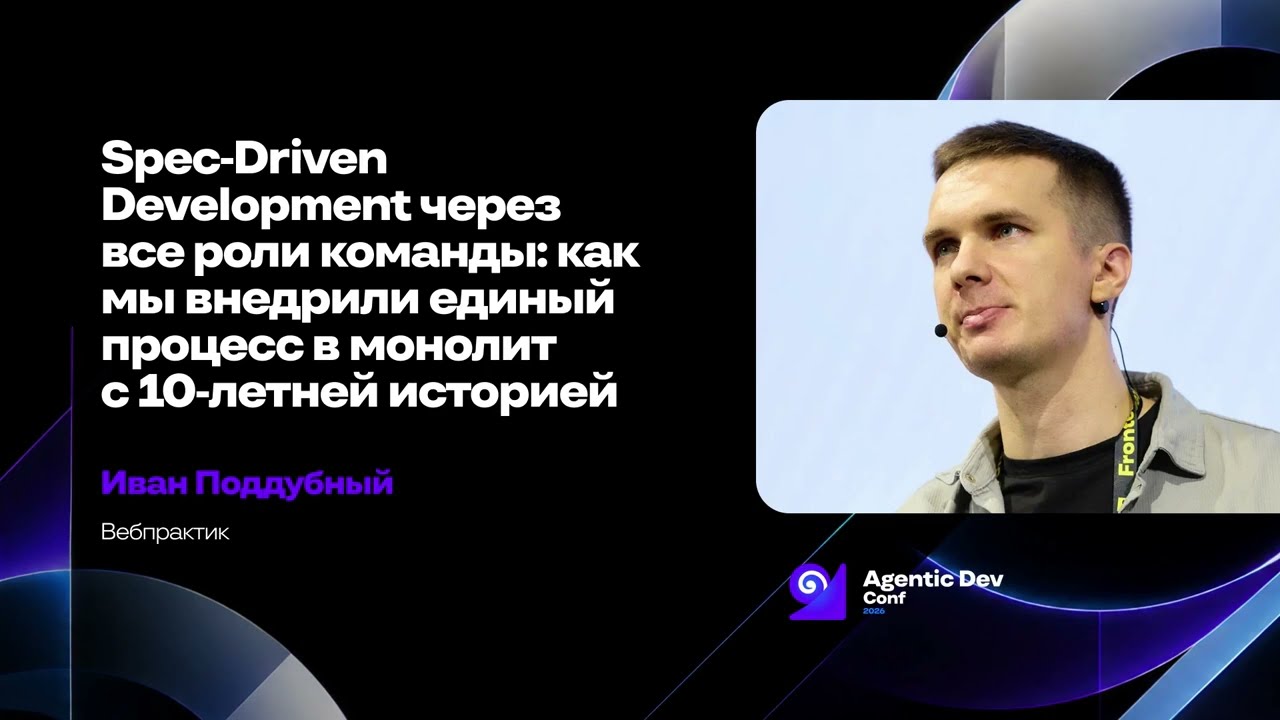 Spec-Driven
Development через
все роли команды: как
мы внедрили единый
процесс в монолит
с 10-летней историей
Иван Поддубный
Вебпрактик
Fronte
Agentic Dev
Conf
2026